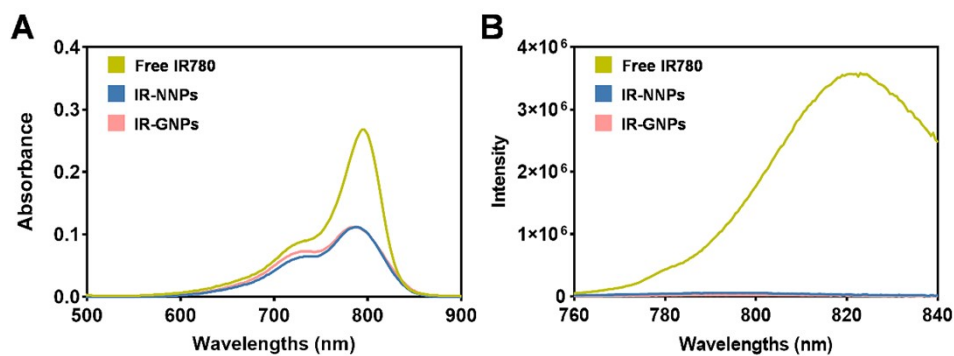 A
Absorbance
0.4
0.3
0.2
0.1
0.0
Free IR780
IR-NNPs
IR-GNPs
500
600
700
800
900
Wavelengths (nm)
B
Intensity
4×10⁶
3×10⁶
2×10⁶
1×10⁶
0
Free IR780
IR-NNPs
IR-GNPs
760
780
800
820
840
Wavelengths (nm)